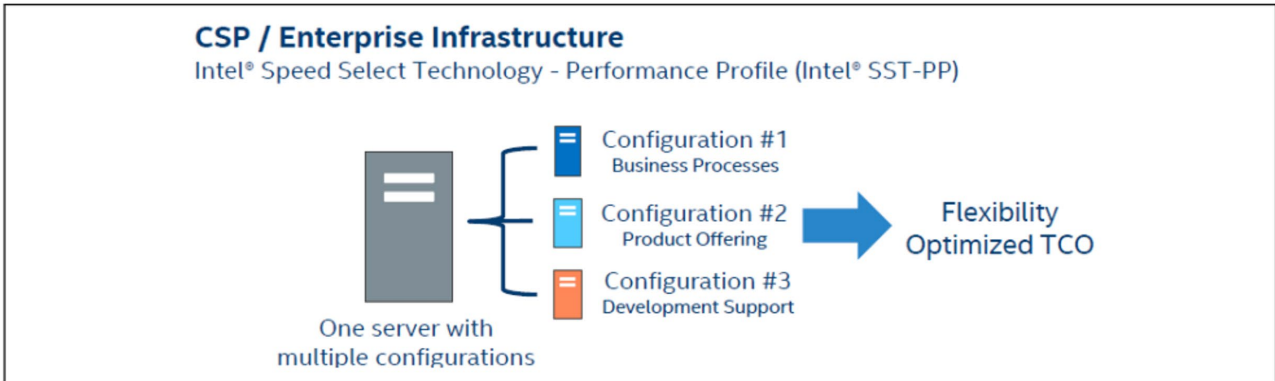 CSP / Enterprise Infrastructure
Intel® Speed Select Technology - Performance Profile (Intel® SST-PP)
One server with
multiple configurations
Configuration #1
Business Processes
Configuration #2
Product Offering
Configuration #3
Development Support
Flexibility
Optimized TCO